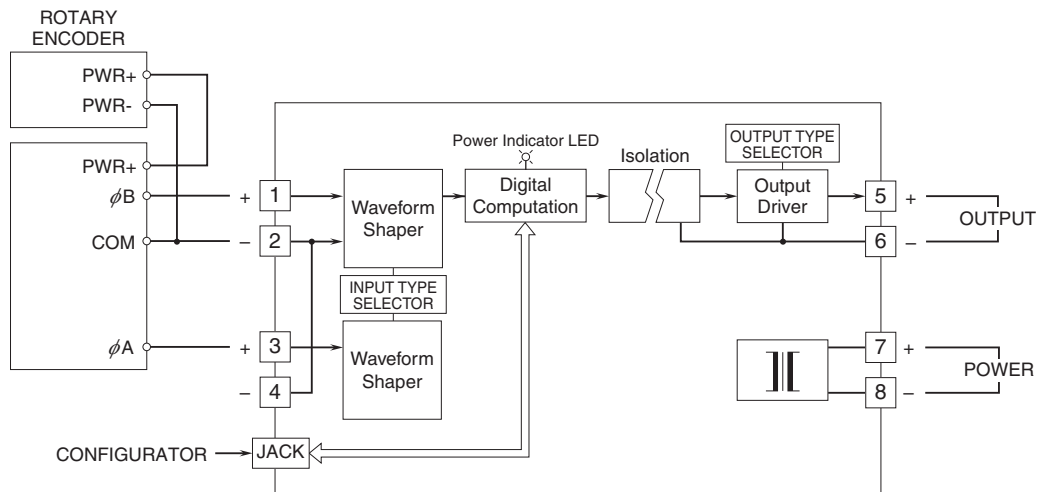 ROTARY
ENCODER
PWR+
PWR-
PWR+
ϕB
COM
ϕA
+ 1
– 2
+ 3
– 4
CONFIGURATOR
JACK
Waveform
Shaper
INPUT TYPE
SELECTOR
Waveform
Shaper
Power Indicator LED
Digital
Computation
Isolation
OUTPUT TYPE
SELECTOR
Output
Driver
5 +
6 –
OUTPUT
7 +
8 –
POWER